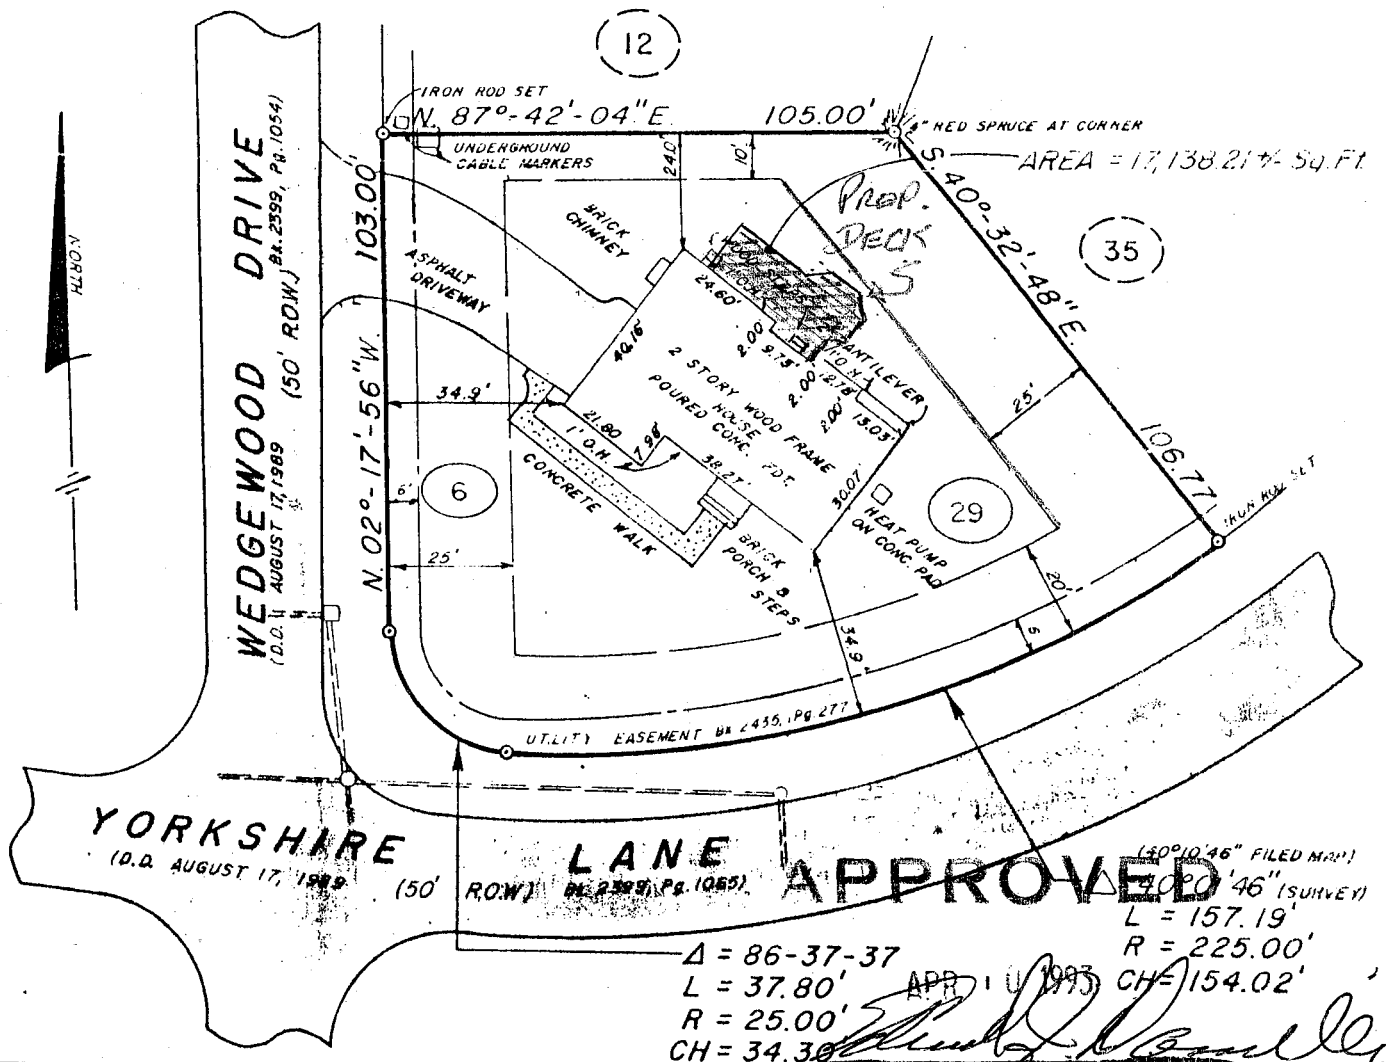 12
35
IRON ROD SET
N. 87°-42'-04" E.
105.00'
4" RED SPRUCE AT CORNER
UNDERGROUND
CABLE MARKERS
AREA = 17,138.21 +/- Sq.Ft.
S. 40°-32'-48" E.
106.77'
IRON ROD SET
NORTH
WEDGEWOOD DRIVE
(50' ROW) Bk.2399, Pg.1054)
(D.D. AUGUST 17, 1989
N. 02°-17'-56" W.
103.00'
24.0'
10'
PROP.
DECK
BRICK
CHIMNEY
ASPHALT
DRIVEWAY
24.60'
40.16'
2.00'
9.75'
2.00'
12.78'
2.00'
13.03'
CANTILEVER
1' O.H.
2 STORY WOOD FRAME
HOUSE
POURED CONC. FDT.
34.9'
21.80
1' O.H.
7.98'
38.27'
30.07'
25'
CONCRETE WALK
BRICK
PORCH &
STEPS
HEAT PUMP
ON CONC. PAD
6
29
6'
25'
20'
5'
34.9'
UTILITY EASEMENT Bk 2435, Pg.277
YORKSHIRE LANE
(D.D. AUGUST 17, 1989
(50' R.O.W.) Bk 2399, Pg.1065)
APPROVED
(40°10'46" FILED MAP)
46" (SURVEY)
L = 157.19'
R = 225.00'
CH = 154.02'
Δ = 86-37-37
L = 37.80'
R = 25.00'
CH = 34.30
APR 1993